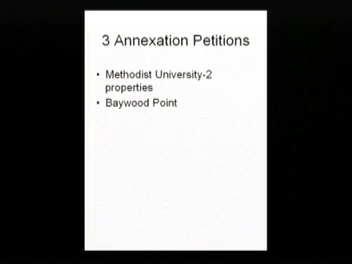 3 Annexation Petitions
• Methodist University-2
properties
• Baywood Point